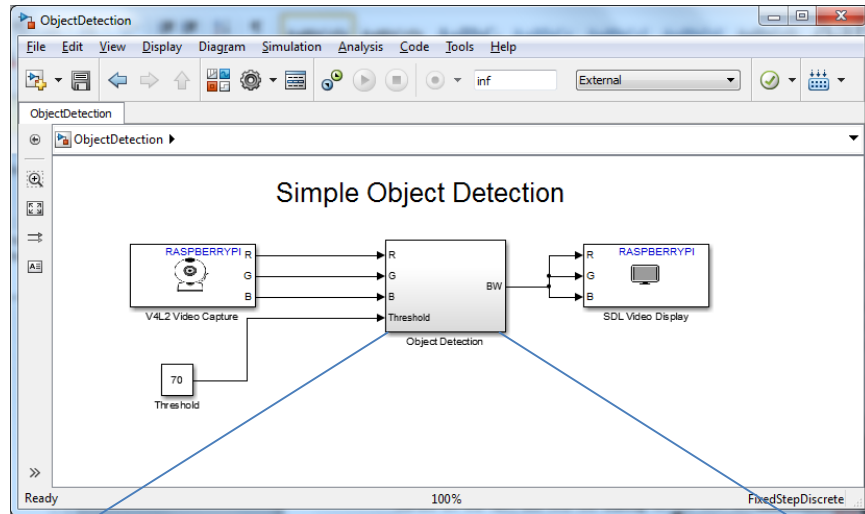 ObjectDetection
File Edit View Display Diagram Simulation Analysis Code Tools Help
inf External
ObjectDetection
ObjectDetection
Simple Object Detection
RASPBERRYPI R
G
B
V4L2 Video Capture
R
G
B
Threshold
BW
Object Detection
R RASPBERRYPI
G
B
SDL Video Display
70
Threshold
Ready 100% FixedStepDiscrete